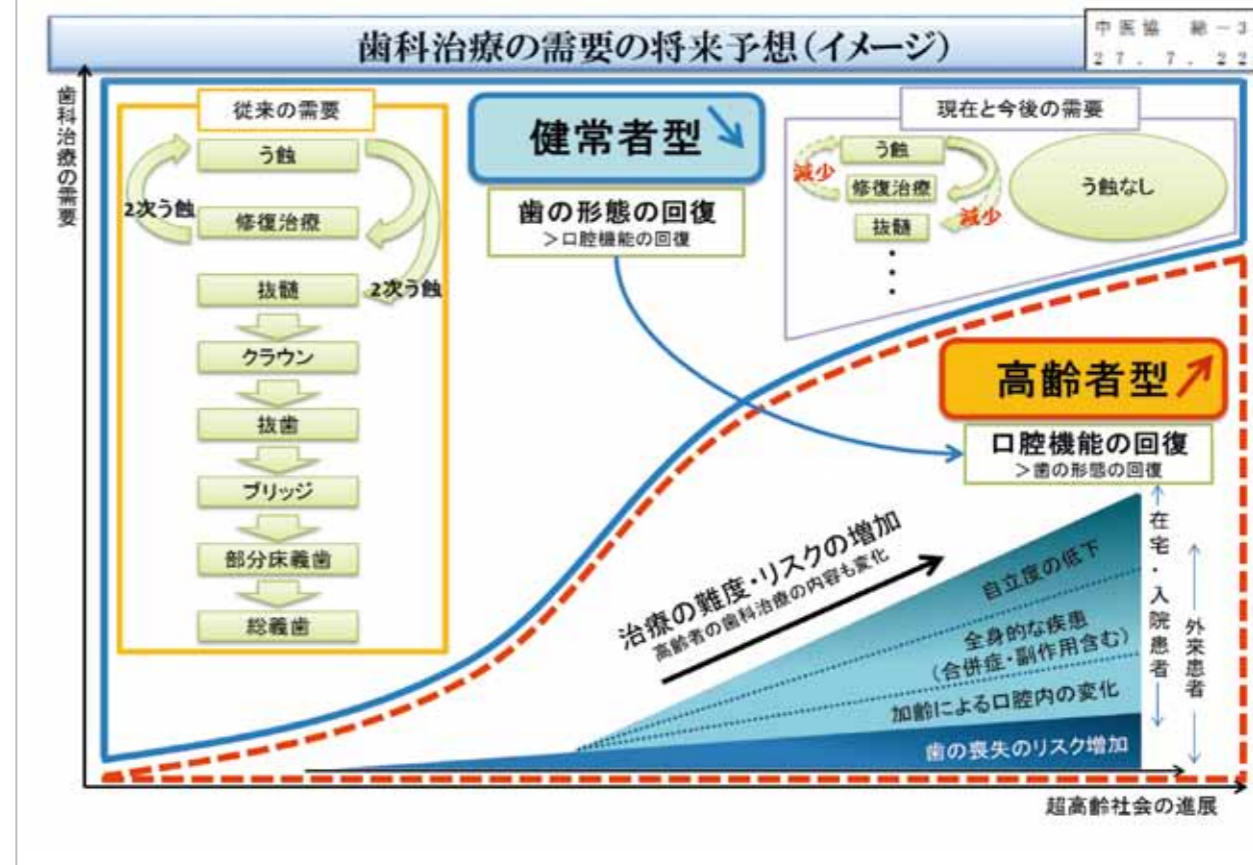 歯科治療の需要の将来予想(イメージ)
中医協 総-3
27.7.22
歯科治療の需要
従来の需要
う蝕
2次う蝕
修復治療
抜髄
2次う蝕
クラウン
抜歯
ブリッジ
部分床義歯
総義歯
健常者型
歯の形態の回復
>口腔機能の回復
現在と今後の需要
う蝕
減少
修復治療
減少
抜髄
う蝕なし
高齢者型
口腔機能の回復
>歯の形態の回復
治療の難度・リスクの増加
高齢者の歯科治療の内容も変化
自立度の低下
全身的な疾患
(合併症・副作用含む)
加齢による口腔内の変化
歯の喪失のリスク増加
在宅・入院患者
外来患者
超高齢社会の進展